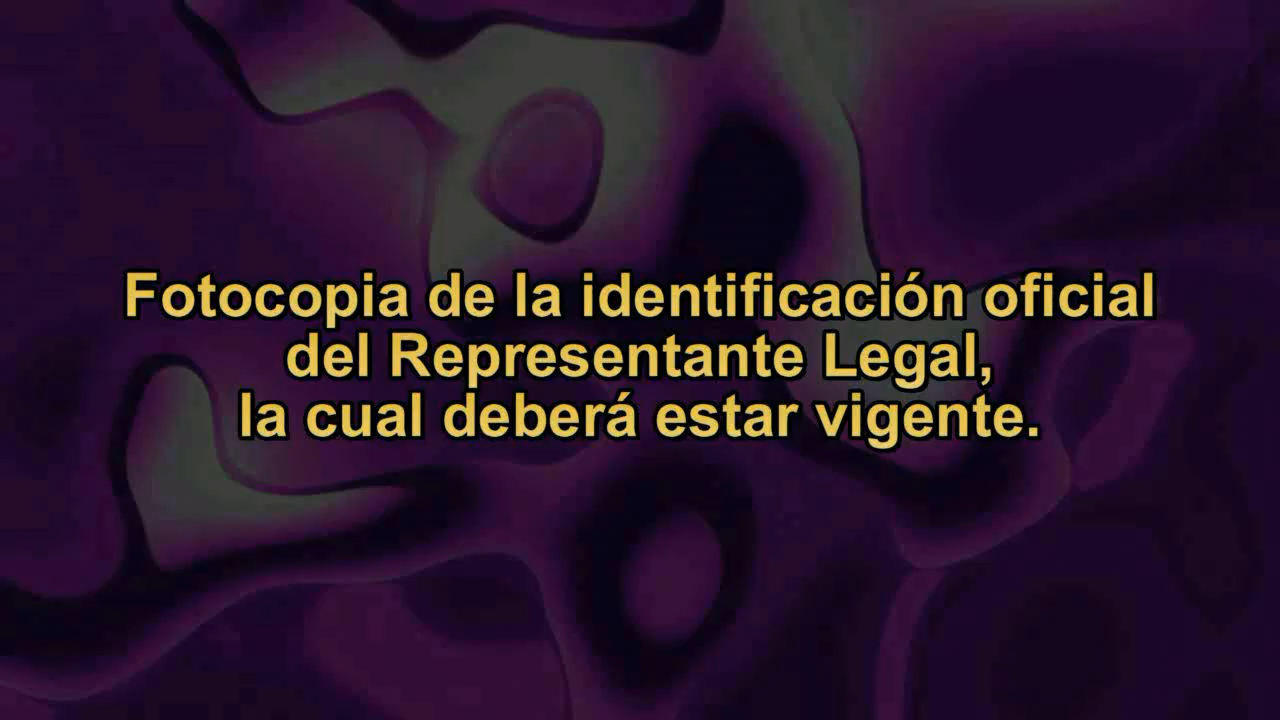 Fotocopia de la identificación oficial
del Representante Legal,
la cual deberá estar vigente.